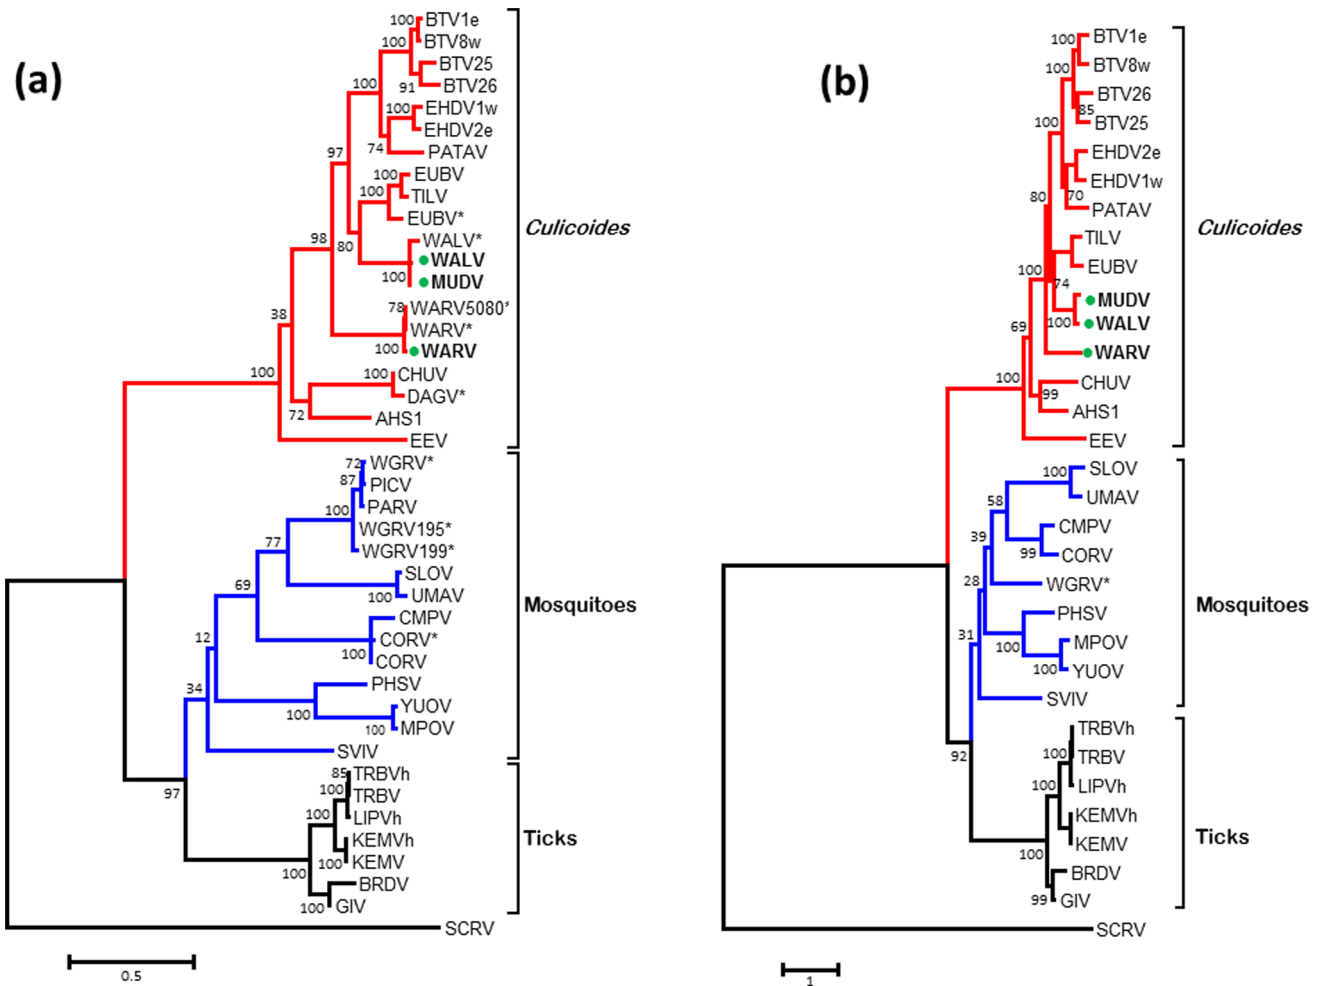 (a)
100
BTV1e
BTV8w
100
BTV25
91
BTV26
100
100
EHDV1w
EHDV2e
74
PATAV
97
100
EUBV
100
TILV
EUBV*
98
80
WALV*
WALV
100
MUDV
78
WARV5080*
WARV*
100
WARV
38
100
100
CHUV
DAGV*
72
AHS1
EEV
Culicoides
72
WGRV*
87
PICV
PARV
100
WGRV195*
WGRV199*
77
SLOV
100
UMAV
69
CMPV
CORV*
100
CORV
12
PHSV
34
100
YUOV
100
MPOV
SVIV
Mosquitoes
97
85
TRBVh
100
TRBV
100
LIPVh
KEMVh
100
KEMV
100
BRDV
100
GIV
Ticks
SCRV
0.5
(b)
100
BTV1e
100
BTV8w
BTV26
85
BTV25
100
EHDV2e
EHDV1w
70
PATAV
80
TILV
EUBV
100
74
MUDV
100
WALV
WARV
69
100
CHUV
99
AHS1
EEV
Culicoides
100
SLOV
UMAV
58
CMPV
99
CORV
39
WGRV*
28
PHSV
100
MPOV
100
YUOV
31
SVIV
Mosquitoes
92
TRBVh
100
TRBV
100
LIPVh
KEMVh
KEMV
100
BRDV
99
GIV
Ticks
SCRV
1